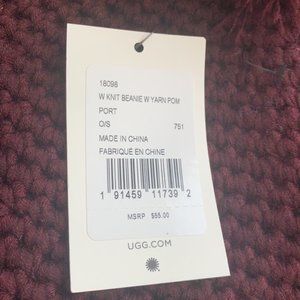 18098
W KNIT BEANIE W YARN POM
PORT
O/S 751
MADE IN CHINA
FABRIQUÉ EN CHINE
1 91459 11739 2
MSRP $55.00
UGG.COM